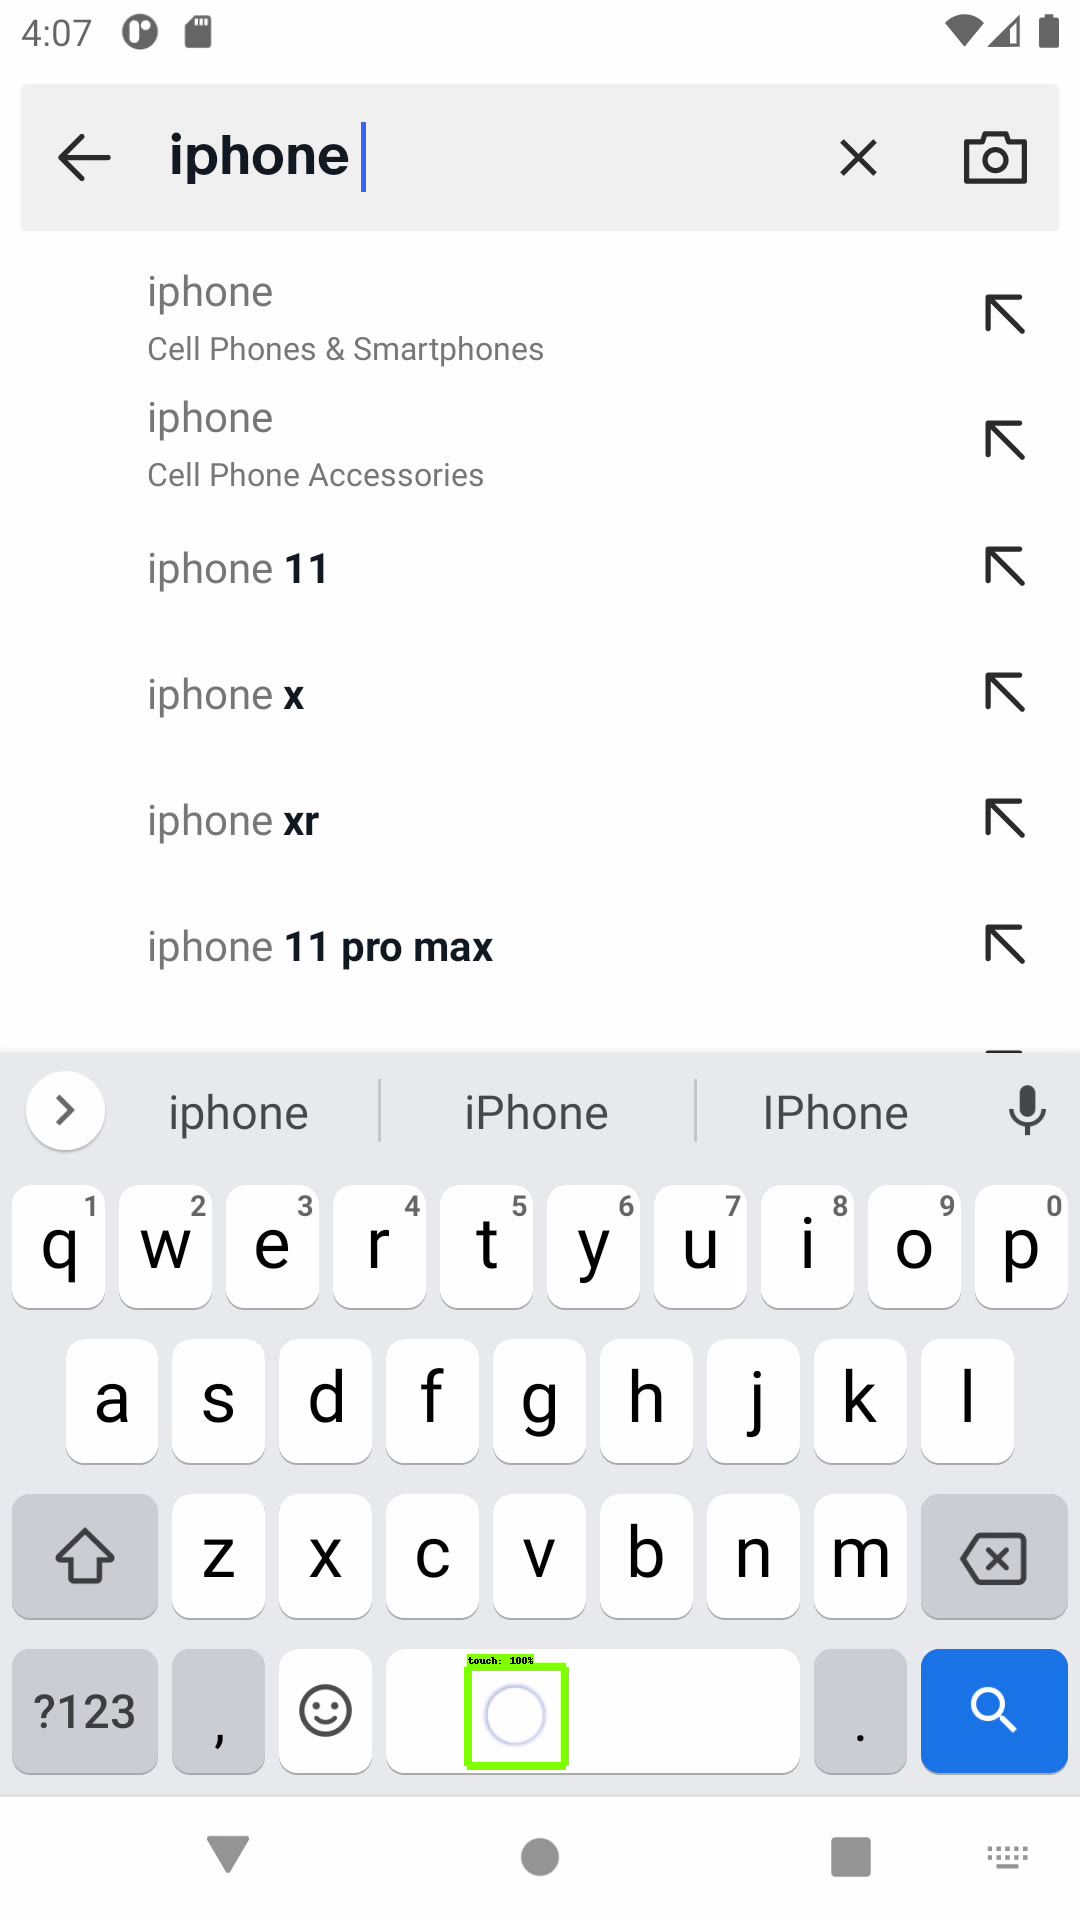 4:07
iphone
iphone
Cell Phones & Smartphones
iphone
Cell Phone Accessories
iphone 11
iphone x
iphone xr
iphone 11 pro max
iphone iPhone IPhone
1 2 3 4 5 6 7 8 9 0
q w e r t y u i o p
a s d f g h j k l
z x c v b n m
touch: 100%
?123 , .